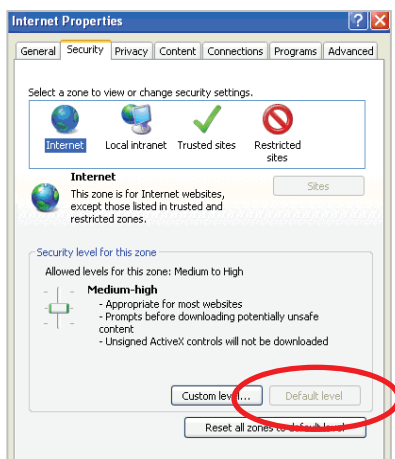 Internet Properties
General Security Privacy Content Connections Programs Advanced
Select a zone to view or change security settings.
Internet Local intranet Trusted sites Restricted
sites
Internet
Sites
This zone is for Internet websites,
except those listed in trusted and
restricted zones.
Security level for this zone
Allowed levels for this zone: Medium to High
Medium-high
- Appropriate for most websites
- Prompts before downloading potentially unsafe
content
- Unsigned ActiveX controls will not be downloaded
Custom level... Default level
Reset all zones to default level